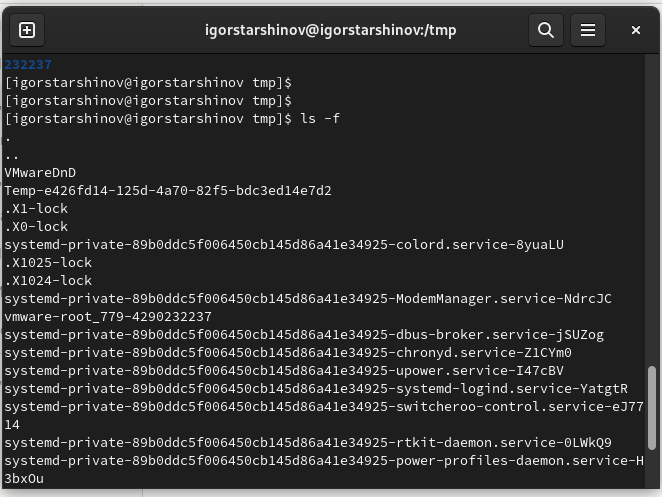 igorstarshinov@igorstarshinov:/tmp
232237
[igorstarshinov@igorstarshinov tmp]$
[igorstarshinov@igorstarshinov tmp]$
[igorstarshinov@igorstarshinov tmp]$ ls -f
.
..
VMwareDnD
Temp-e426fd14-125d-4a70-82f5-bdc3ed14e7d2
.X1-lock
.X0-lock
systemd-private-89b0ddc5f006450cb145d86a41e34925-colord.service-8yuaLU
.X1025-lock
.X1024-lock
systemd-private-89b0ddc5f006450cb145d86a41e34925-ModemManager.service-NdrcJC
vmware-root_779-4290232237
systemd-private-89b0ddc5f006450cb145d86a41e34925-dbus-broker.service-jSUZog
systemd-private-89b0ddc5f006450cb145d86a41e34925-chronyd.service-Z1CYm0
systemd-private-89b0ddc5f006450cb145d86a41e34925-upower.service-I47cBV
systemd-private-89b0ddc5f006450cb145d86a41e34925-systemd-logind.service-YatgtR
systemd-private-89b0ddc5f006450cb145d86a41e34925-switcheroo-control.service-eJ77
14
systemd-private-89b0ddc5f006450cb145d86a41e34925-rtkit-daemon.service-0LWkQ9
systemd-private-89b0ddc5f006450cb145d86a41e34925-power-profiles-daemon.service-H
3bxOu